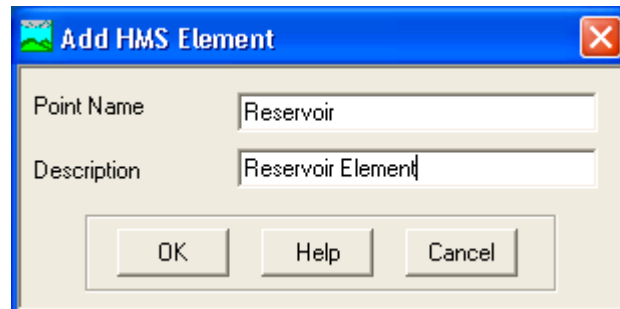 Add HMS Element
Point Name Reservoir
Description Reservoir Element
OK Help Cancel